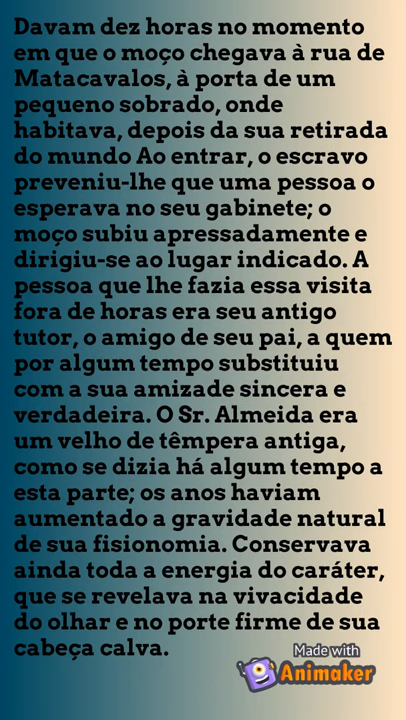 Davam dez horas no momento
em que o moço chegava à rua de
Matacavalos, à porta de um
pequeno sobrado, onde
habitava, depois da sua retirada
do mundo Ao entrar, o escravo
preveniu-lhe que uma pessoa o
esperava no seu gabinete; o
moço subiu apressadamente e
dirigiu-se ao lugar indicado. A
pessoa que lhe fazia essa visita
fora de horas era seu antigo
tutor, o amigo de seu pai, a quem
por algum tempo substituiu
com a sua amizade sincera e
verdadeira. O Sr. Almeida era
um velho de têmpera antiga,
como se dizia há algum tempo a
esta parte; os anos haviam
aumentado a gravidade natural
de sua fisionomia. Conservava
ainda toda a energia do caráter,
que se revelava na vivacidade
do olhar e no porte firme de sua
cabeça calva.
Made with
Animaker